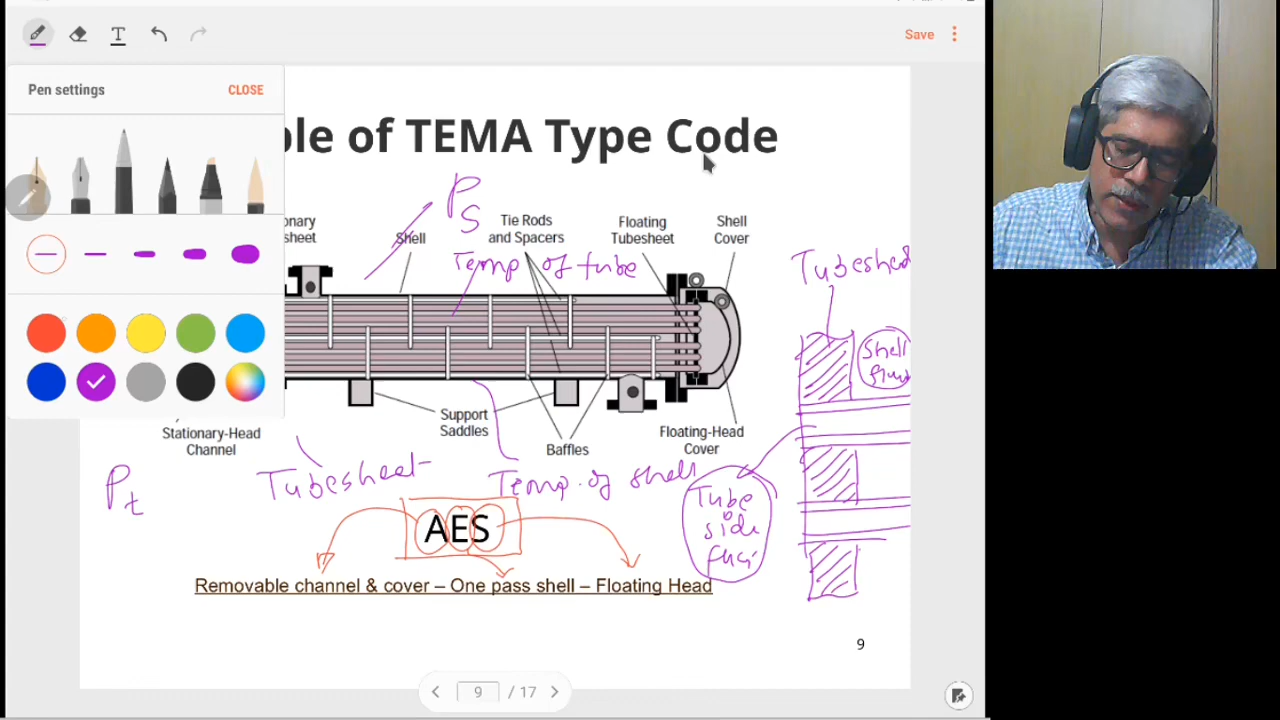 Save
Pen settings
CLOSE
ple of TEMA Type Code
Ps
onary
sheet
Shell
Tie Rods
and Spacers
Floating
Tubesheet
Shell
Cover
Temp of tube
Tubesheet
Shell
Support
Saddles
Baffles
Stationary-Head
Channel
Floating-Head
Cover
Pt
Tubesheet
Temp. of shell
Tube
side
AES
Removable channel & cover – One pass shell – Floating Head
9
9 / 17